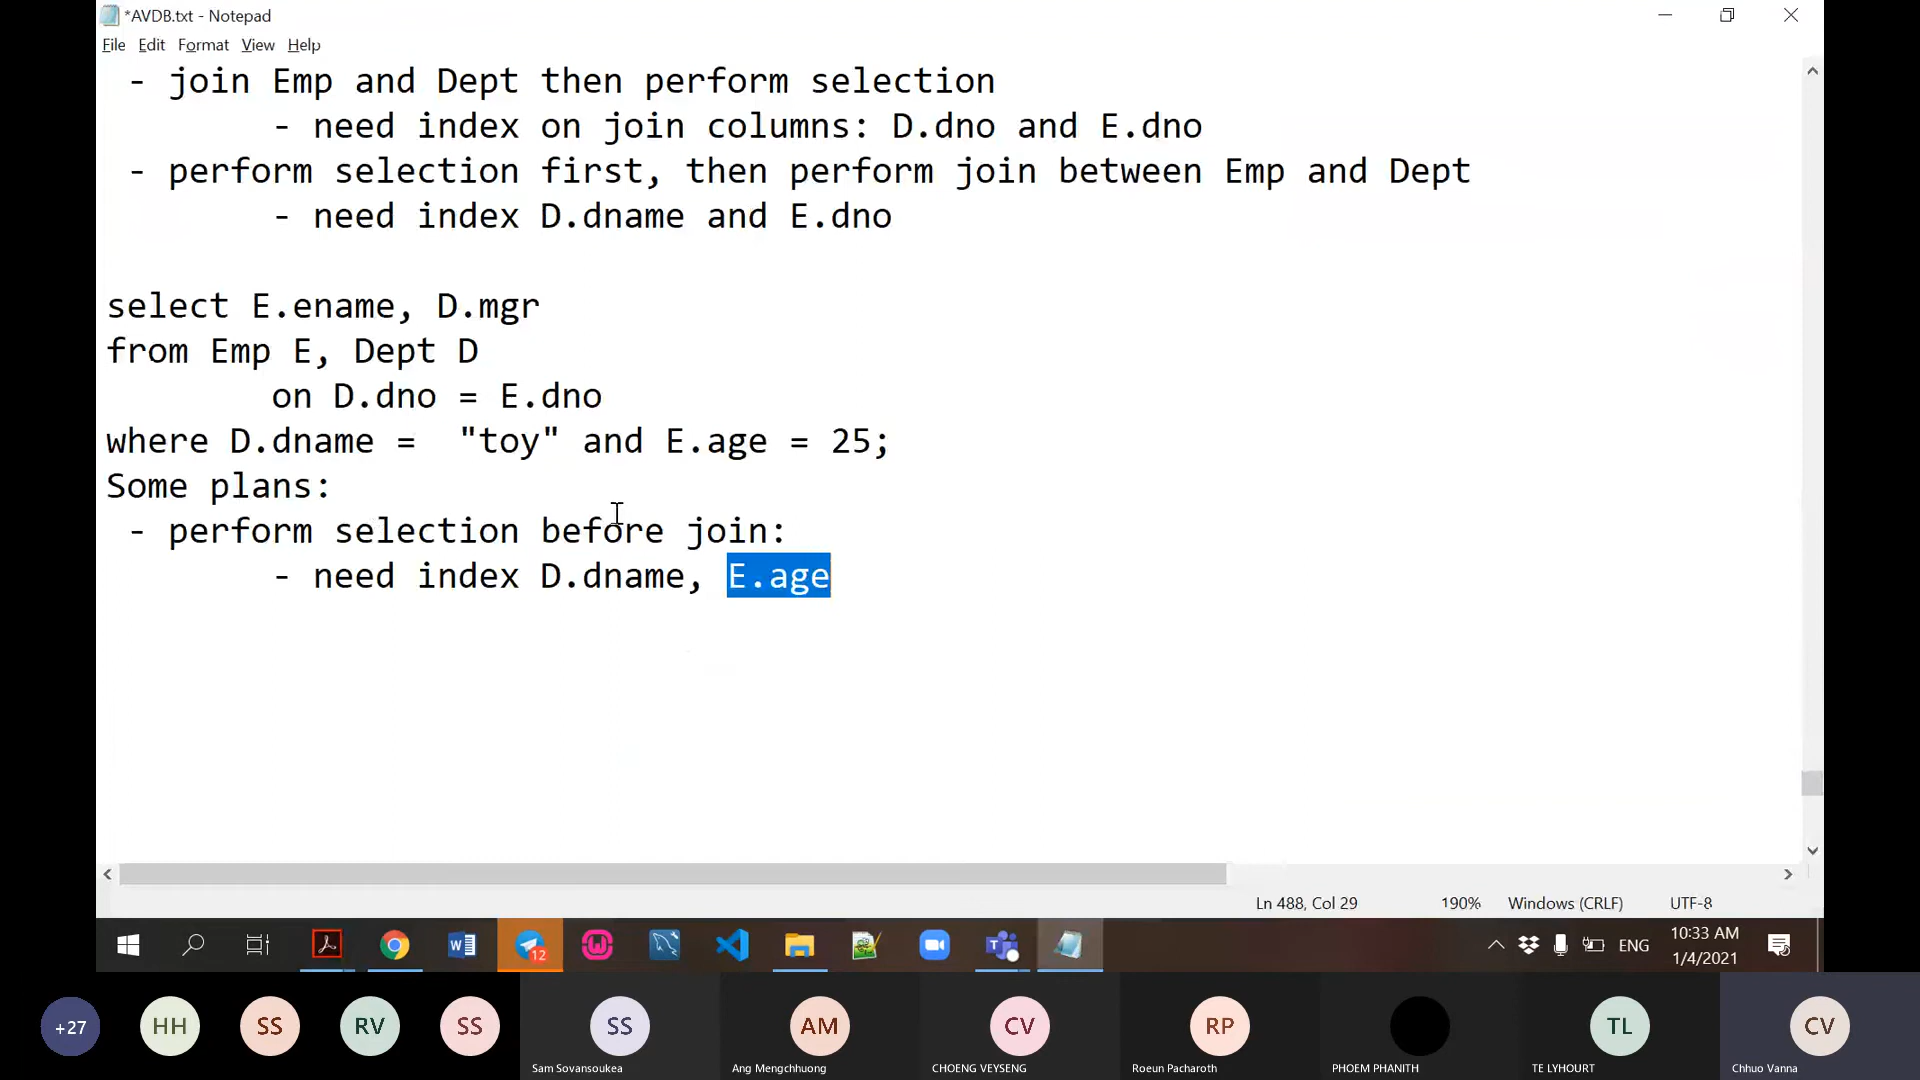 *AVDB.txt - Notepad
File Edit Format View Help
- join Emp and Dept then perform selection
- need index on join columns: D.dno and E.dno
- perform selection first, then perform join between Emp and Dept
- need index D.dname and E.dno
select E.ename, D.mgr
from Emp E, Dept D
on D.dno = E.dno
where D.dname =  "toy" and E.age = 25;
Some plans:
- perform selection before join:
- need index D.dname, E.age
Ln 488, Col 29 190% Windows (CRLF) UTF-8
12
ENG
10:33 AM
1/4/2021
+27 HH SS RV SS SS AM CV RP TL CV
Sam Sovansoukea Ang Mengchhuong CHOENG VEYSENG Roeun Pacharoth PHOEM PHANITH TE LYHOURT Chhuo Vanna